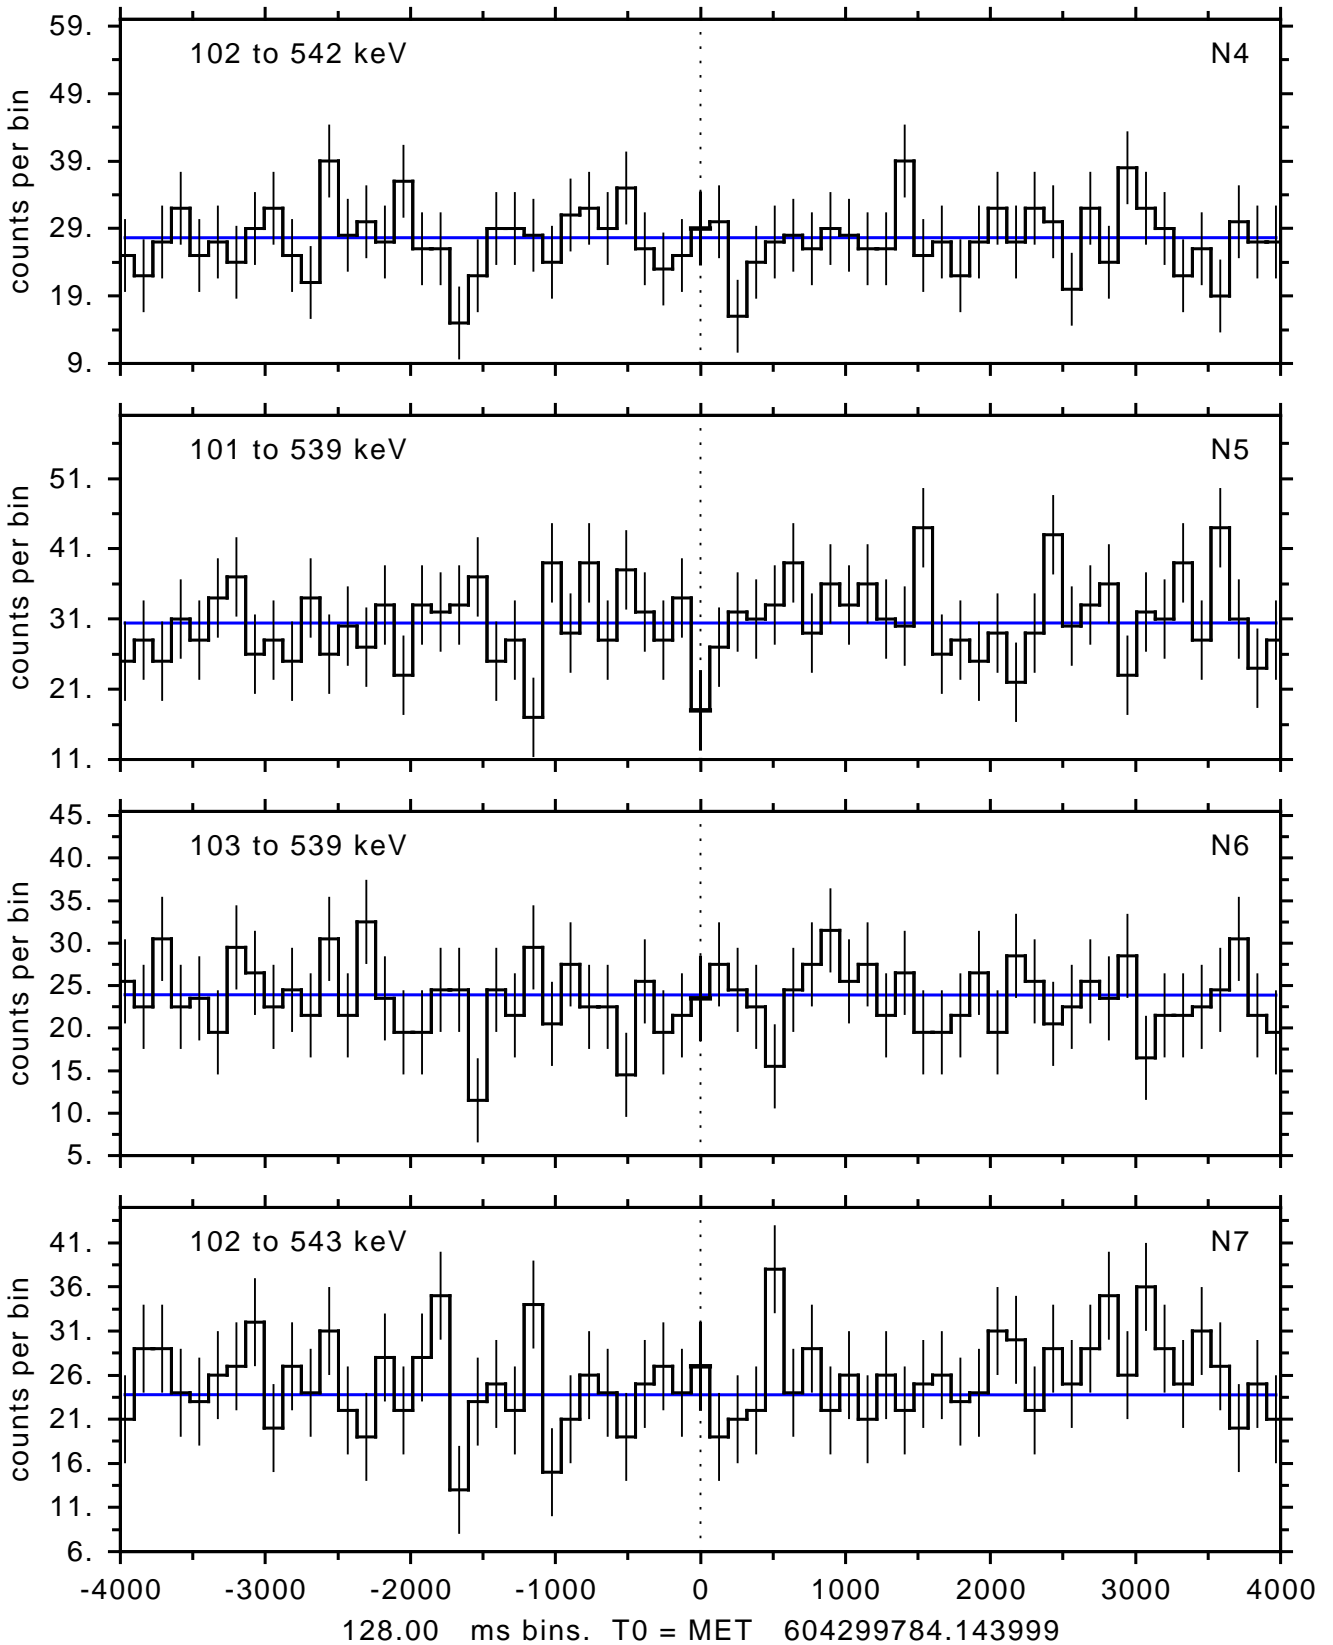 59.
102 to 542 keV N4
49.
39.
29.
19.
9.
counts per bin
101 to 539 keV N5
51.
41.
31.
21.
11.
counts per bin
45.
103 to 539 keV N6
40.
35.
30.
25.
20.
15.
10.
5.
counts per bin
102 to 543 keV N7
41.
36.
31.
26.
21.
16.
11.
6.
counts per bin
-4000 -3000 -2000 -1000 0 1000 2000 3000 4000
128.00 ms bins. T0 = MET 604299784.143999